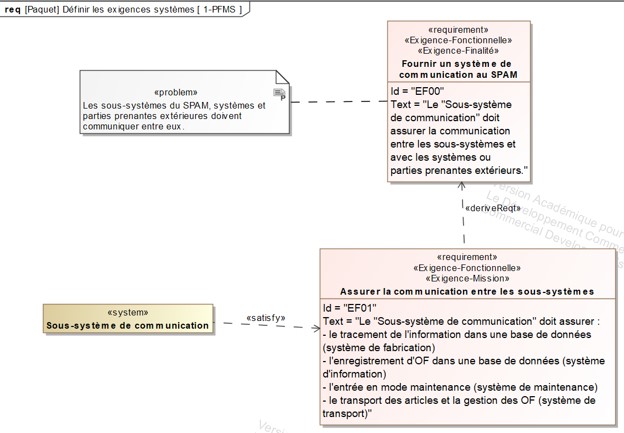 req [Paquet] Définir les exigences systèmes [ 1-PFMS ]
«requirement»
«Exigence-Fonctionnelle»
«Exigence-Finalité»
Fournir un système de
communication au SPAM
Id = "EF00"
Text = "Le "Sous-système
de communication" doit
assurer la communication
entre les sous-systèmes et
avec les systèmes ou
parties prenantes extérieures."
«problem»
P
Les sous-systèmes du SPAM, systèmes et
parties prenantes extérieures doivent
communiquer entre eux.
«deriveReqt»
«requirement»
«Exigence-Fonctionnelle»
«Exigence-Mission»
Assurer la communication entre les sous-systèmes
Id = "EF01"
Text = "Le "Sous-système de communication" doit assurer :
- le tracement de l'information dans une base de données
(système de fabrication)
- l'enregistrement d'OF dans une base de données (système
d'information)
- l'entrée en mode maintenance (système de maintenance)
- le transport des articles et la gestion des OF (système de
transport)"
«system»
Sous-système de communication
«satisfy»
Version Académique pour
Le Développement Comme